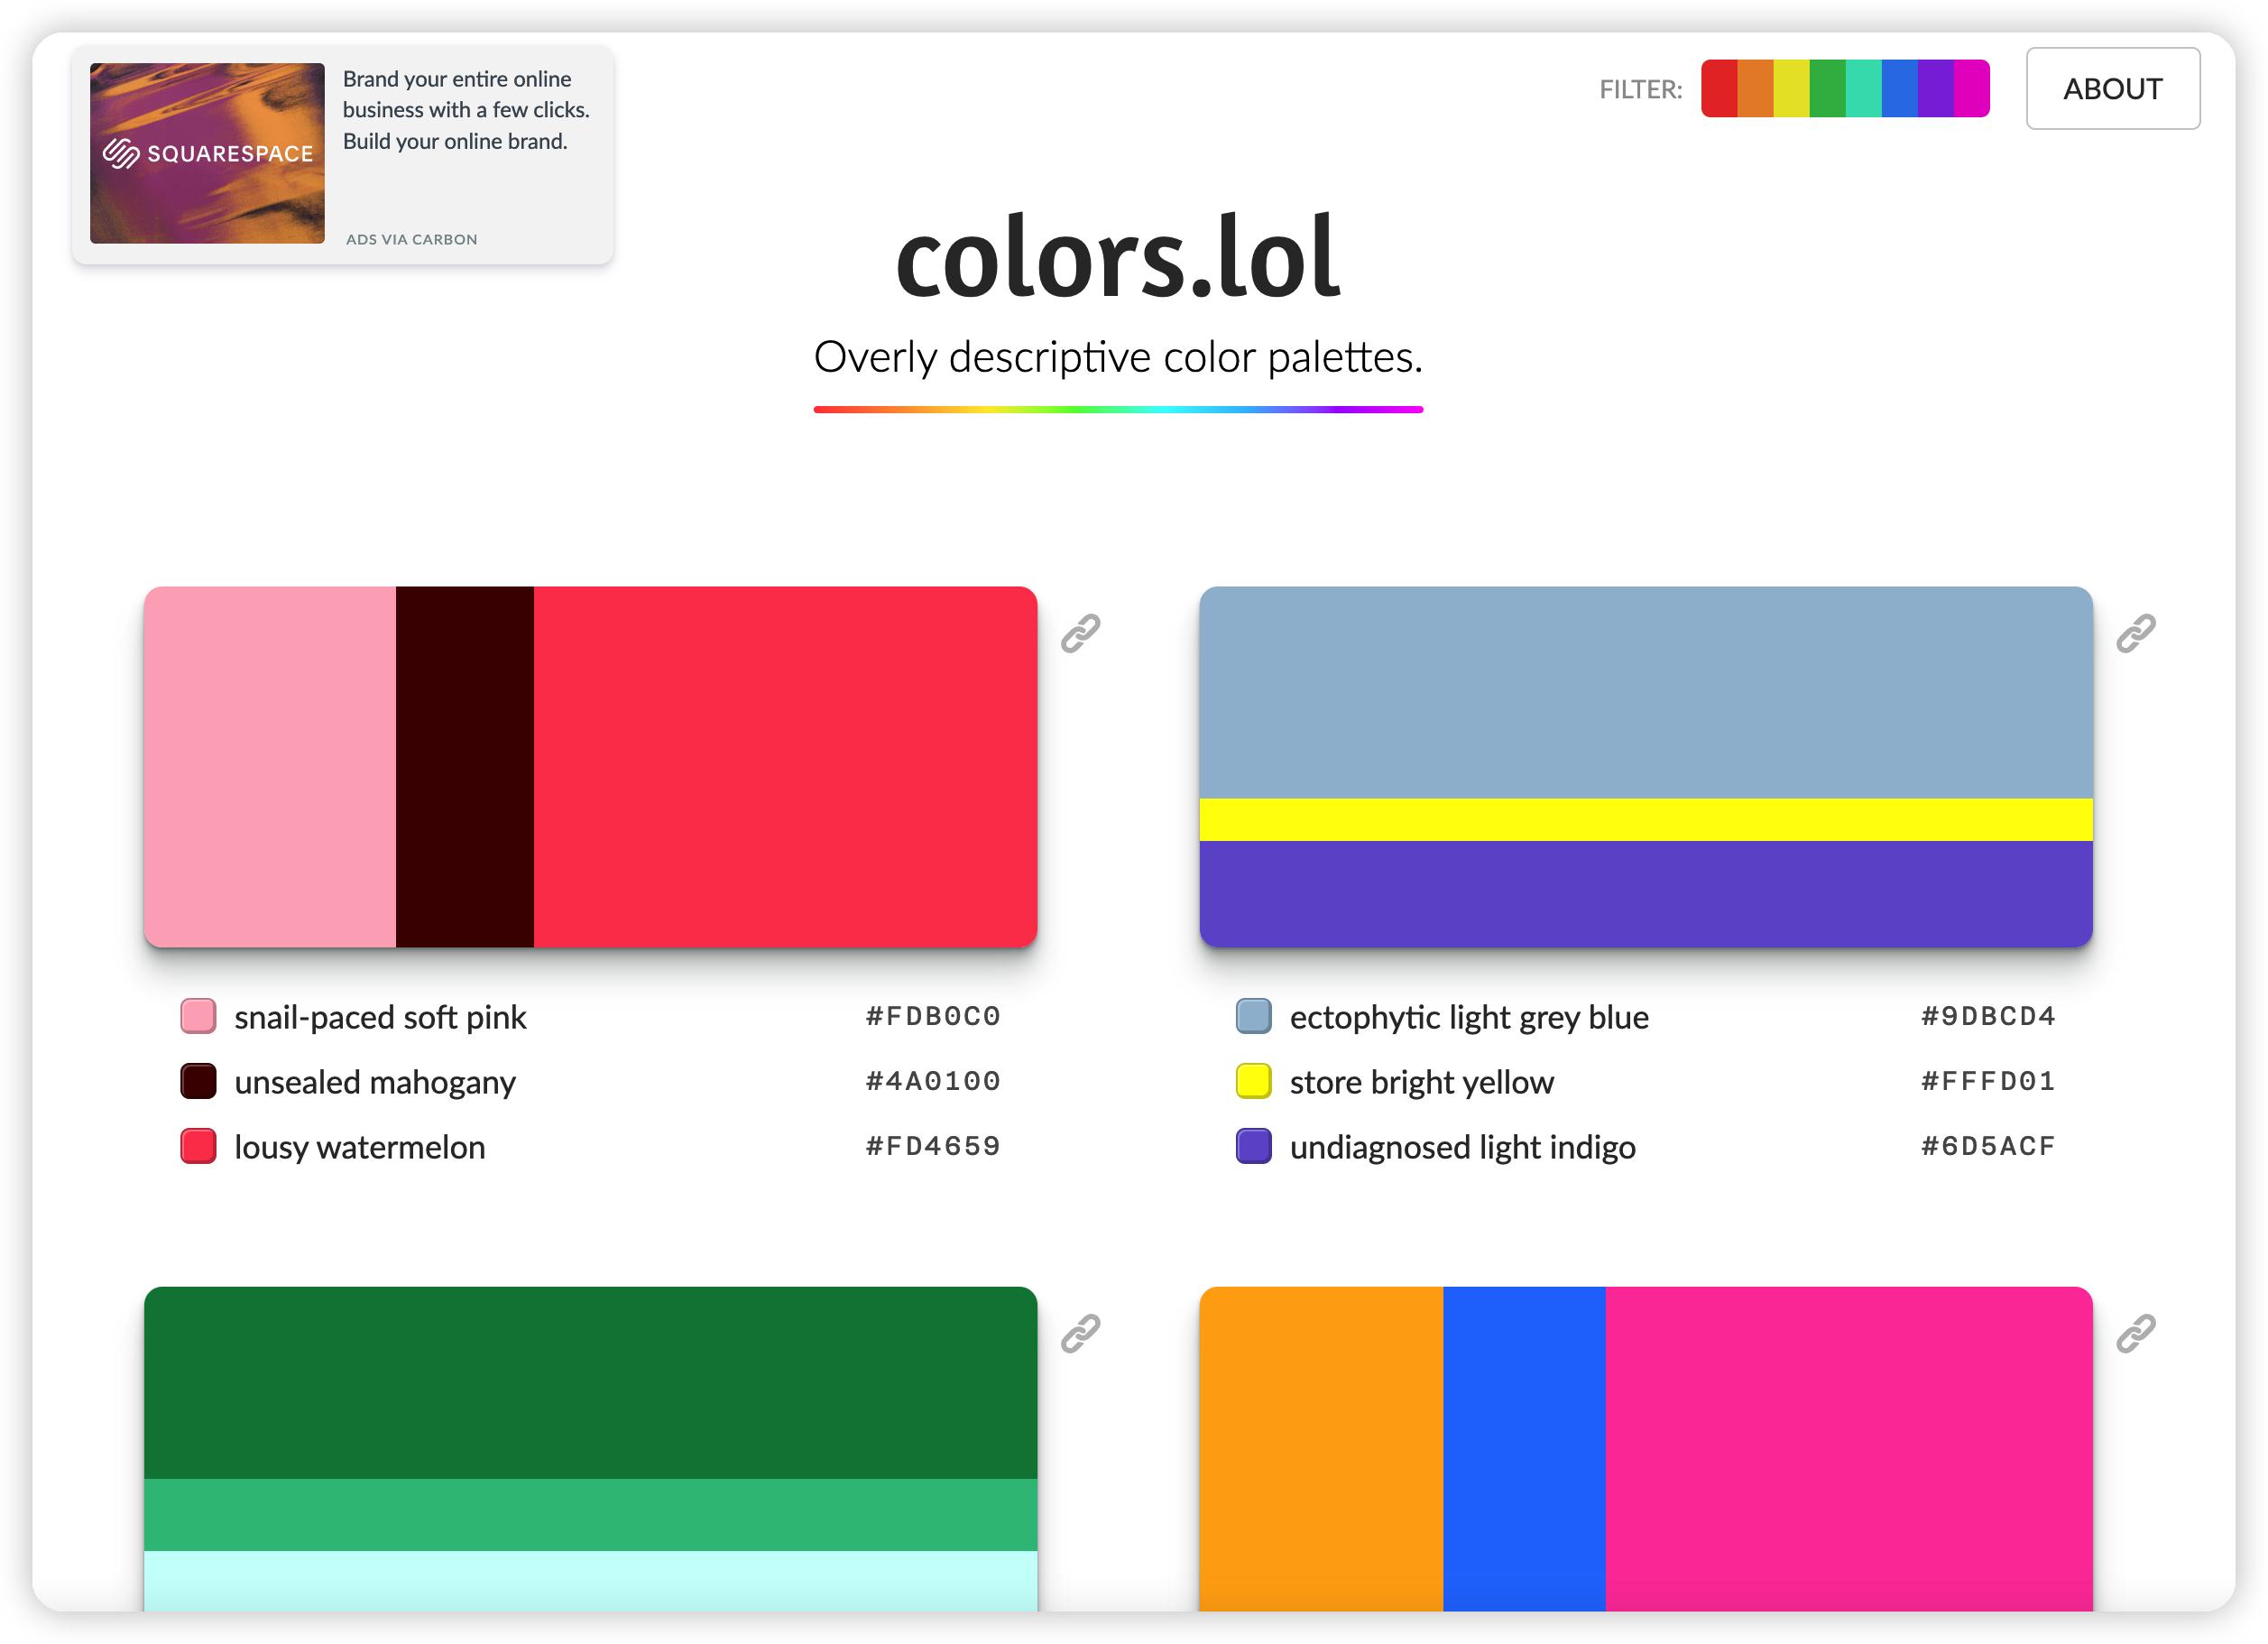 SQUARESPACE
Brand your entire online
business with a few clicks.
Build your online brand.
ADS VIA CARBON
FILTER:
ABOUT
colors.lol
Overly descriptive color palettes.
snail-paced soft pink #FDB0C0
unsealed mahogany #4A0100
lousy watermelon #FD4659
ectophytic light grey blue #9DBCD4
store bright yellow #FFFD01
undiagnosed light indigo #6D5ACF